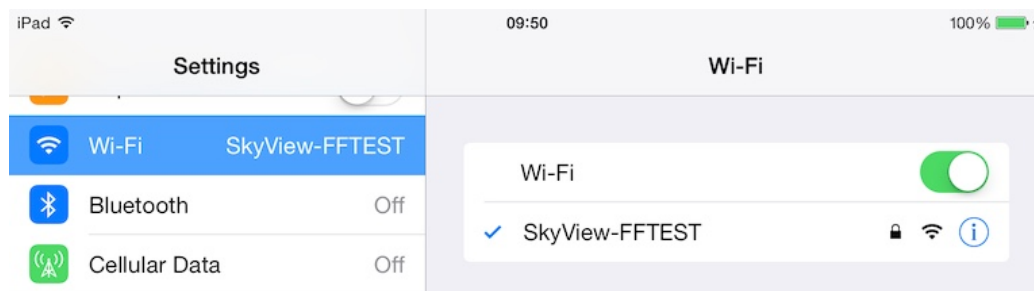 iPad 09:50 100%
Settings
Wi-Fi
Wi-Fi SkyView-FFTEST
Bluetooth Off
Cellular Data Off
Wi-Fi
SkyView-FFTEST